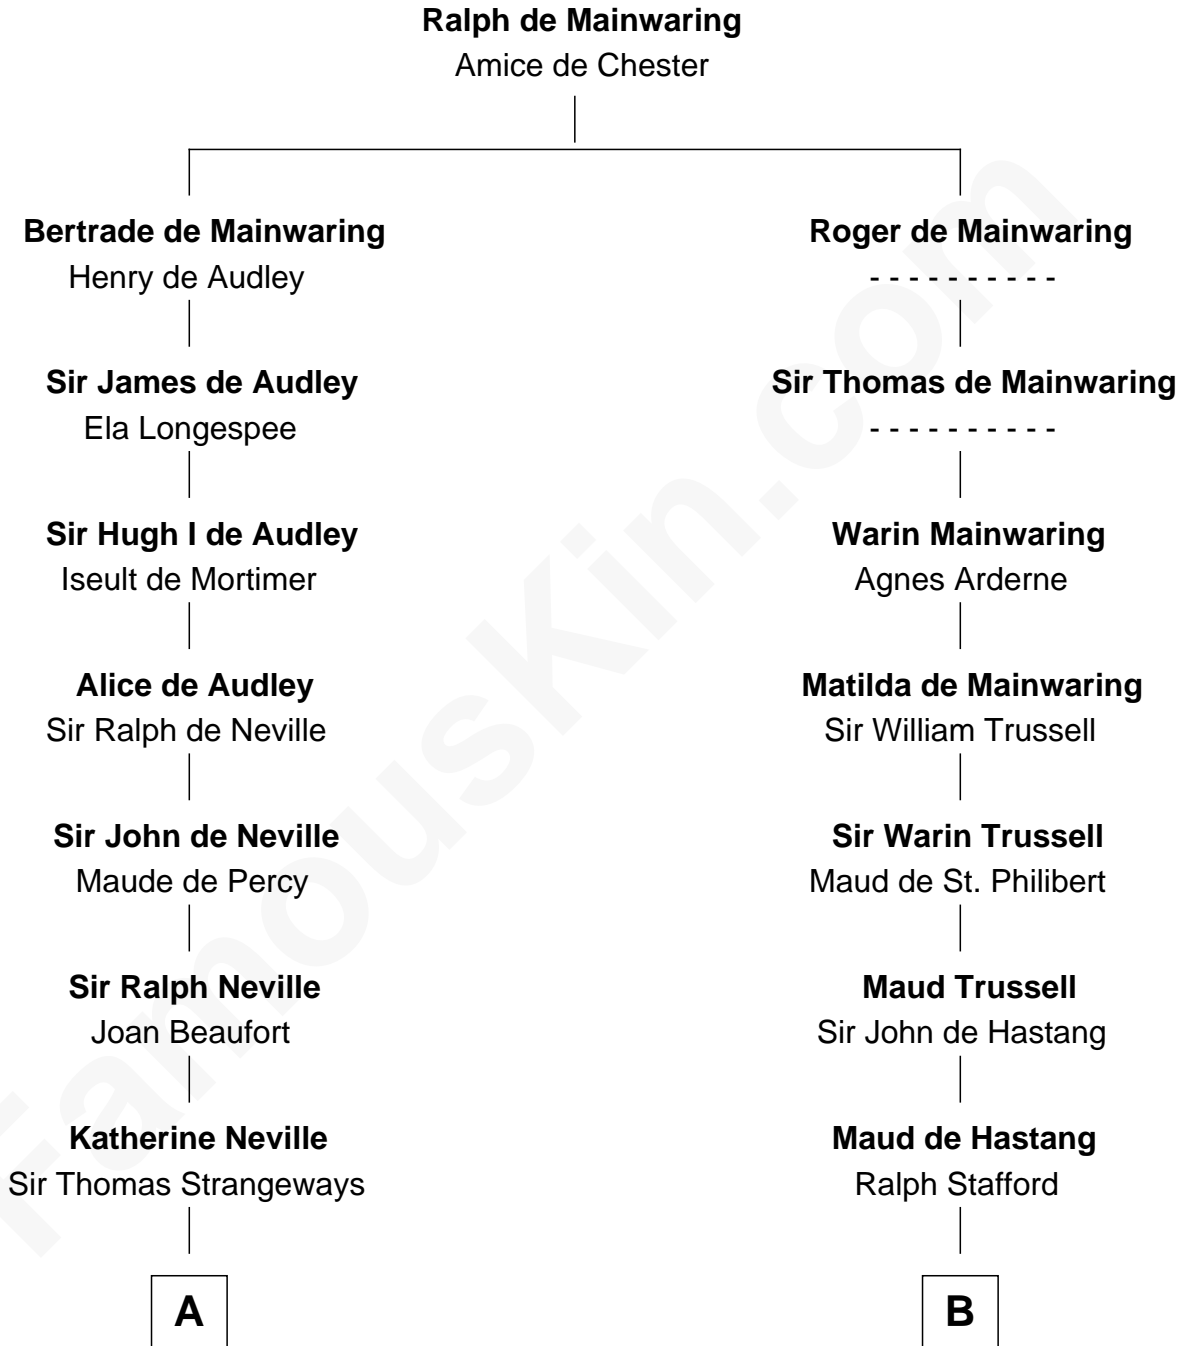 Ralph de Mainwaring
Amice de Chester
Bertrade de Mainwaring
Henry de Audley
Sir James de Audley
Ela Longespee
Sir Hugh I de Audley
Iseult de Mortimer
Alice de Audley
Sir Ralph de Neville
Sir John de Neville
Maude de Percy
Sir Ralph Neville
Joan Beaufort
Katherine Neville
Sir Thomas Strangeways
A
Roger de Mainwaring
- - - - - - - - - -
Sir Thomas de Mainwaring
- - - - - - - - - -
Warin Mainwaring
Agnes Arderne
Matilda de Mainwaring
Sir William Trussell
Sir Warin Trussell
Maud de St. Philibert
Maud Trussell
Sir John de Hastang
Maud de Hastang
Ralph Stafford
B
FamousKin.com